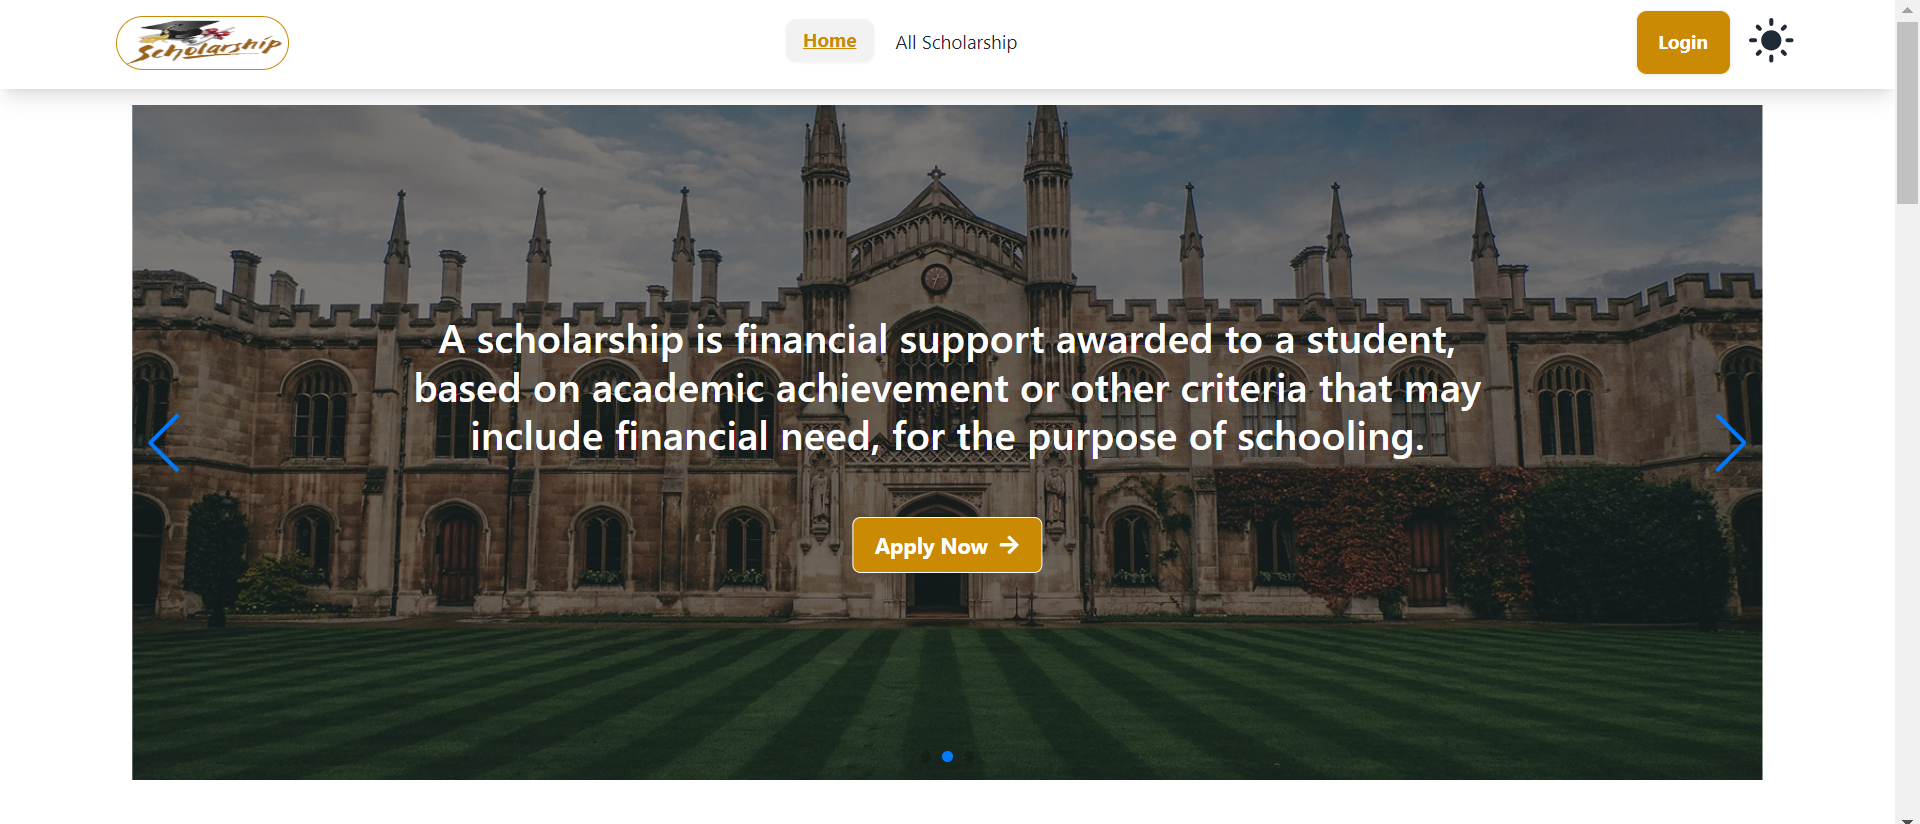 Scholarship
Home
All Scholarship
Login
A scholarship is financial support awarded to a student,
based on academic achievement or other criteria that may
include financial need, for the purpose of schooling.
Apply Now